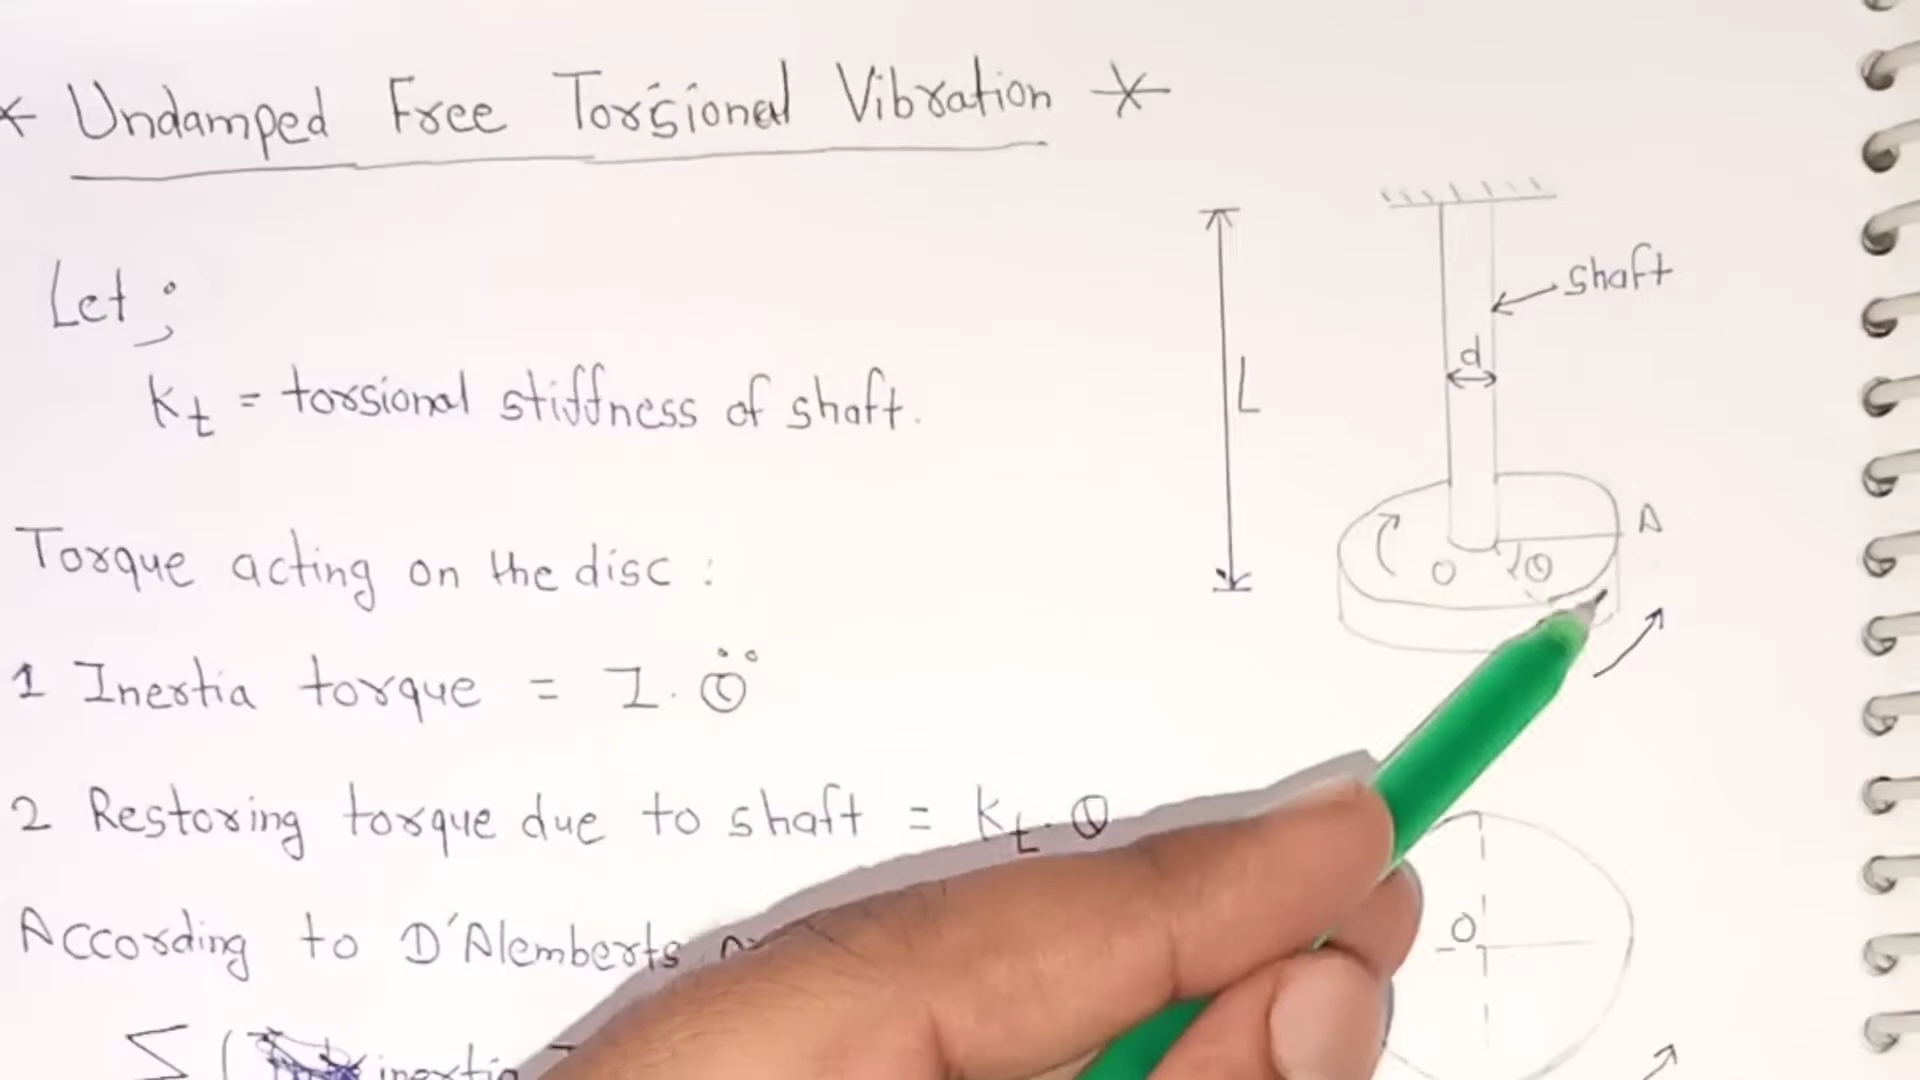 * Undamped Free Torsional Vibration *
Let ;
Kt = torsional stiffness of shaft.
Torque acting on the disc :
1 Inertia torque = I. θ̈
2 Restoring torque due to shaft = Kt. θ
According to D'Alemberts
Σ ( inertia
shaft
d
L
A
O θ
O